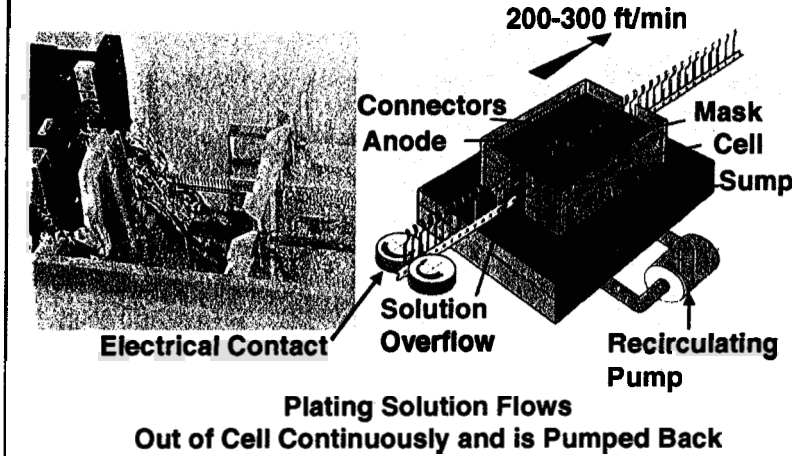 200-300 ft/min
Connectors
Anode
Mask
Cell
Sump
Solution
Overflow
Electrical Contact
Recirculating
Pump
Plating Solution Flows
Out of Cell Continuously and is Pumped Back